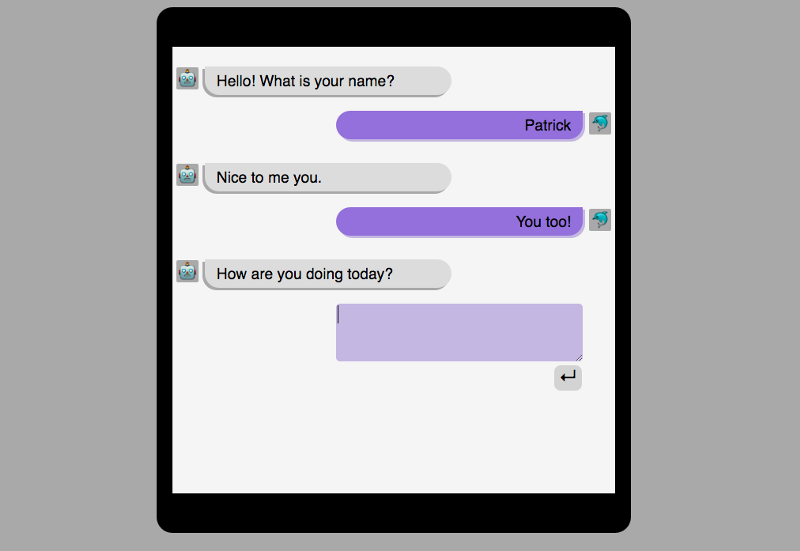 Hello! What is your name?
Patrick
Nice to me you.
You too!
How are you doing today?